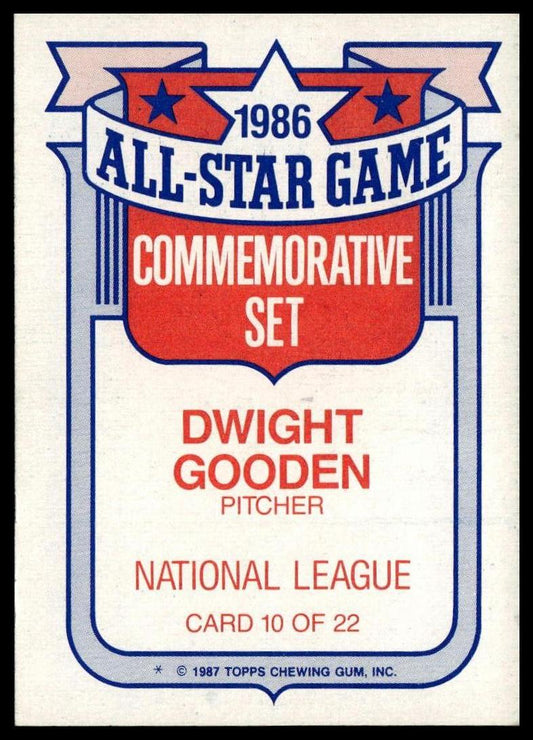 1986
ALL-STAR GAME
COMMEMORATIVE
SET
DWIGHT
GOODEN
PITCHER
NATIONAL LEAGUE
CARD 10 OF 22
* © 1987 TOPPS CHEWING GUM, INC.